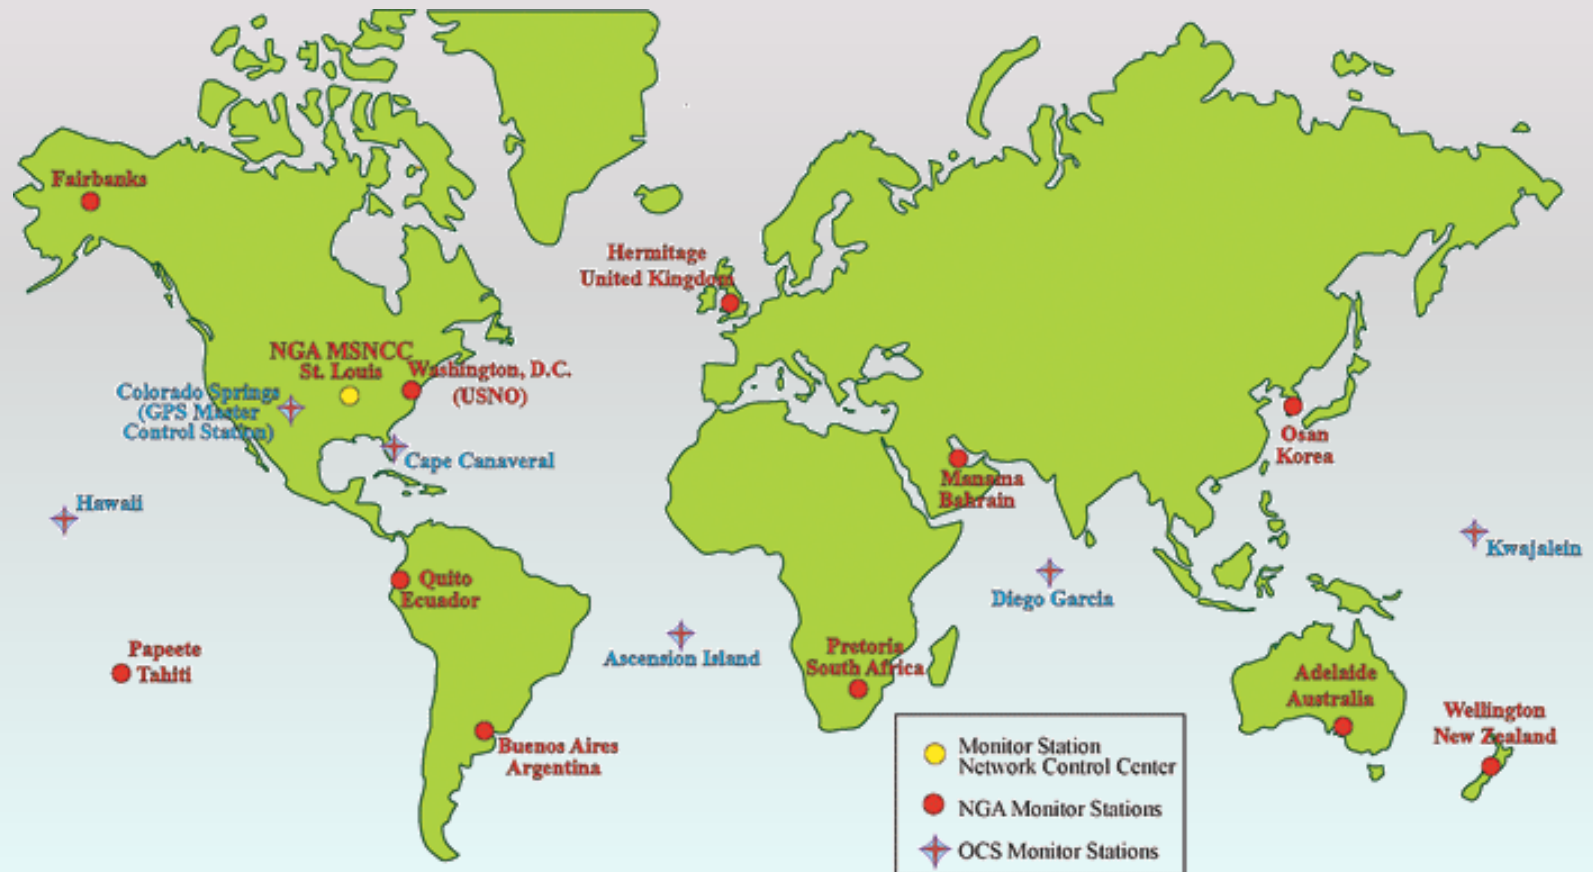 Fairbanks
Hermitage
United Kingdom
NGA MSNCC
St. Louis
Washington, D.C.
(USNO)
Colorado Springs
(GPS Master
Control Station)
Cape Canaveral
Osan
Korea
Manama
Bahrain
Hawaii
Kwajalein
Quito
Ecuador
Diego Garcia
Papeete
Tahiti
Ascension Island
Pretoria
South Africa
Adelaide
Australia
Wellington
New Zealand
Buenos Aires
Argentina
Monitor Station
Network Control Center
NGA Monitor Stations
OCS Monitor Stations